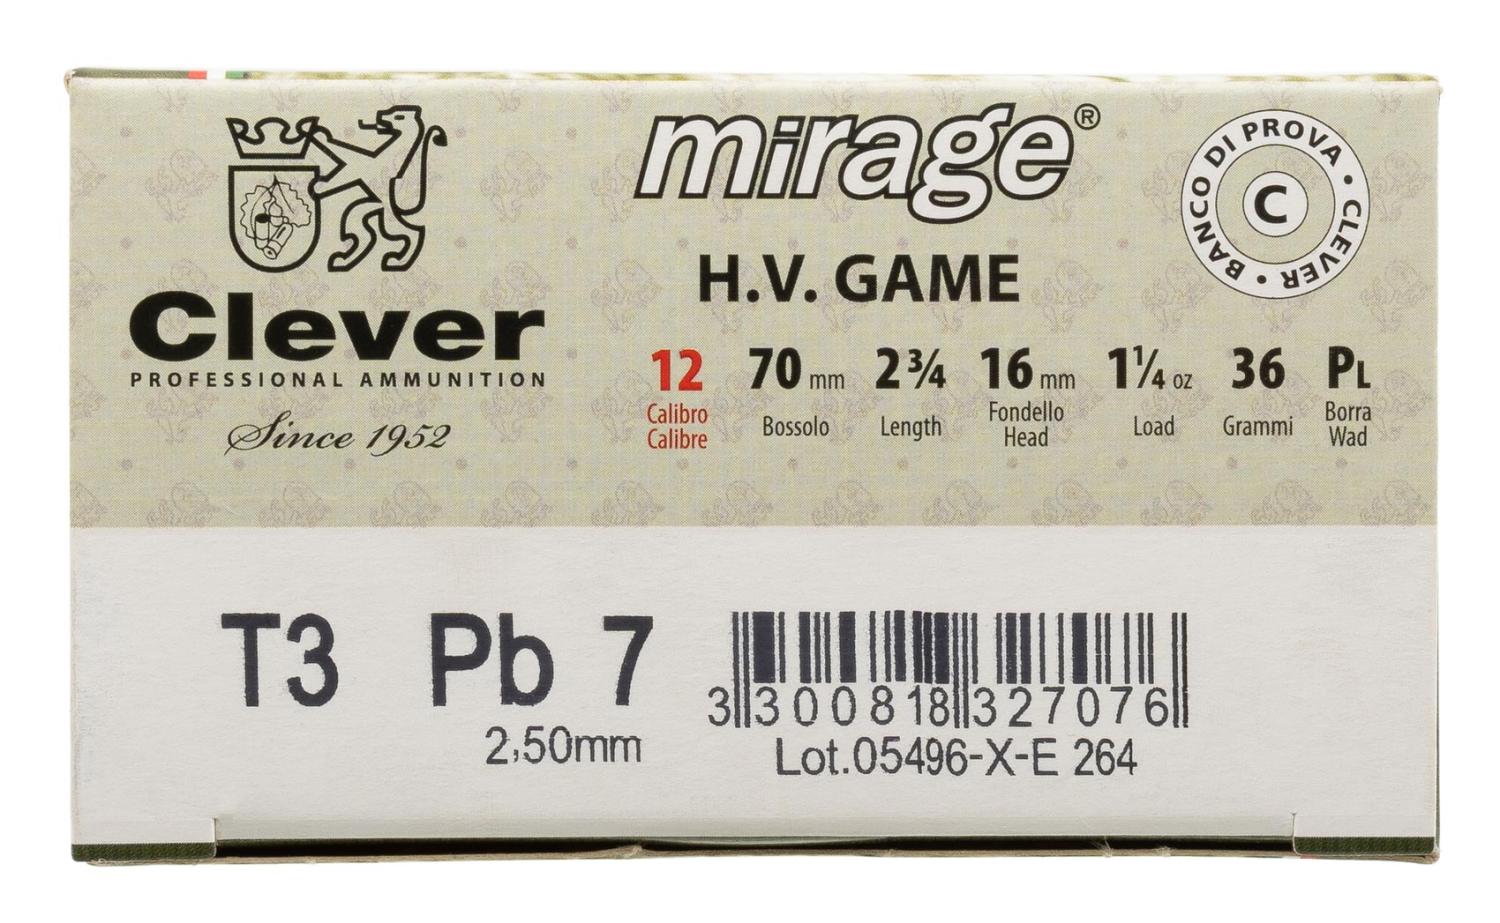 Clever
PROFESSIONAL AMMUNITION
Since 1952
mirage®
H.V. GAME
BANCO DI PROVA • CLEVER •
C
12 70 mm 2 3/4 16 mm 1 1/4 oz 36 PL
Calibro Calibre Bossolo Length Fondello Head Load Grammi Borra Wad
T3 Pb 7
2,50mm
3 300818 327076
Lot.05496-X-E 264